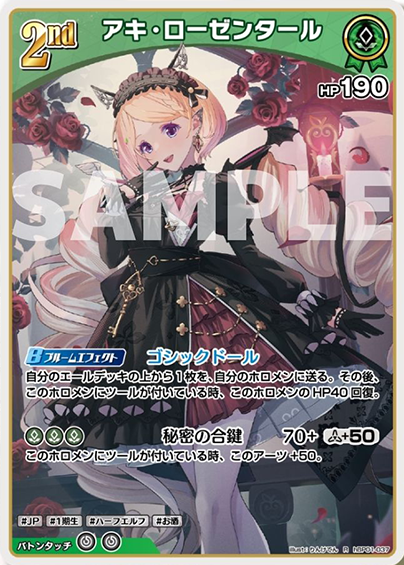 2nd
アキ・ローゼンタール
HP190
SAMPLE
Bブルームエフェクト ゴシックドール
自分のエールデッキの上から1枚を、自分のホロメンに送る。その後、
このホロメンにツールが付いている時、このホロメンのHP40回復。
秘密の合鍵 70+ +50
このホロメンにツールが付いている時、このアーツ+50。
#JP #1期生 #ハーフエルフ #お酒
バトンタッチ
Illust: りんげぜん R hBP01-037